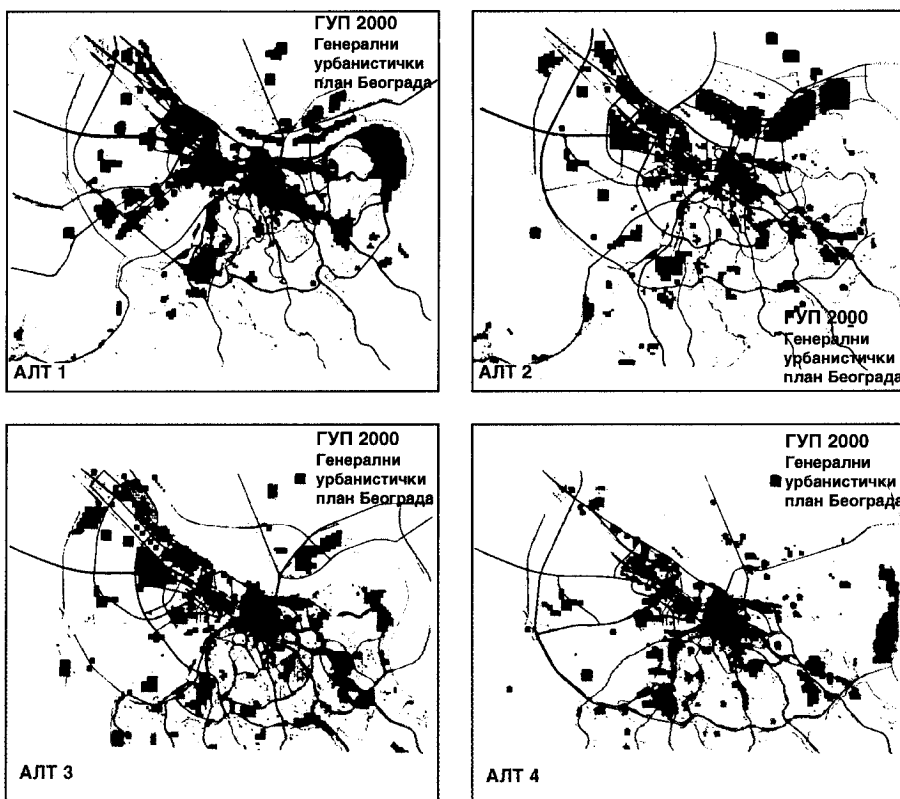 ГУП 2000
Генерални
урбанистички
план Београда
АЛТ 1
ГУП 2000
Генерални
урбанистички
план Београда
АЛТ 2
ГУП 2000
Генерални
урбанистички
план Београда
АЛТ 3
ГУП 2000
Генерални
урбанистички
план Београда
АЛТ 4